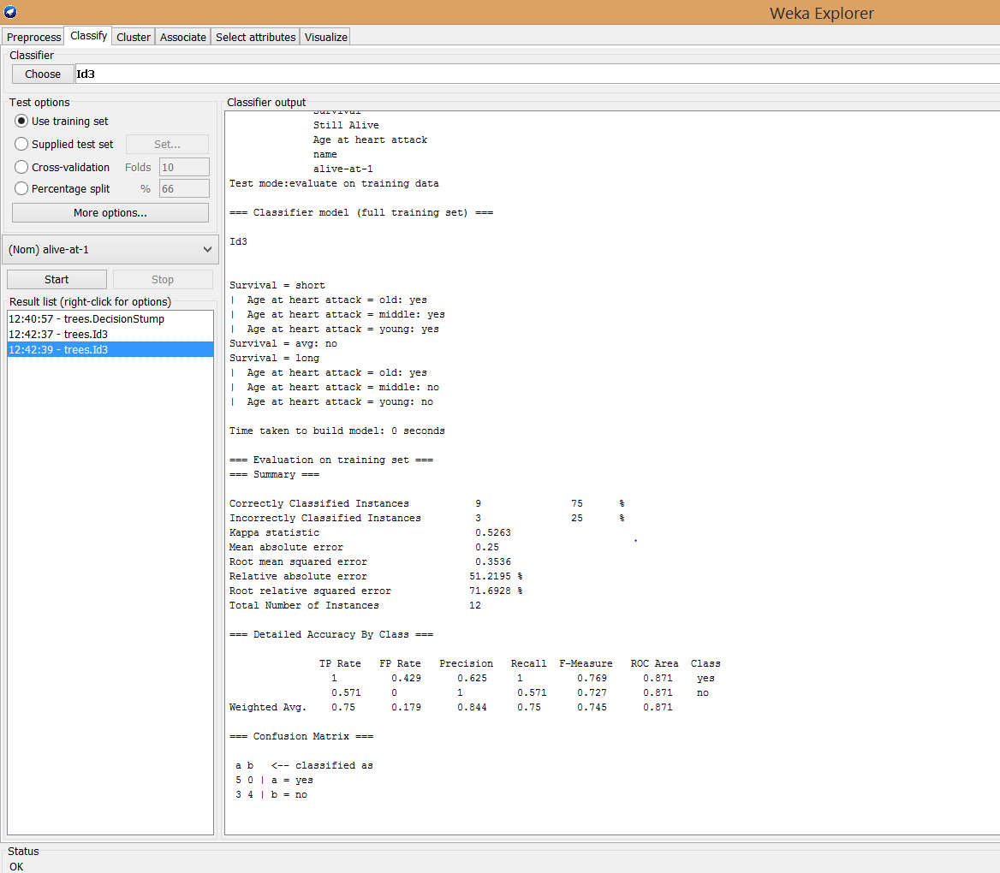 Weka Explorer
Preprocess Classify Cluster Associate Select attributes Visualize
Classifier
Choose Id3
Test options
Use training set
Supplied test set Set...
Cross-validation Folds 10
Percentage split % 66
More options...
(Nom) alive-at-1
Start Stop
Result list (right-click for options)
12:40:57 - trees.DecisionStump
12:42:37 - trees.Id3
12:42:39 - trees.Id3
Classifier output
Survival
Still Alive
Age at heart attack
name
alive-at-1
Test mode:evaluate on training data
=== Classifier model (full training set) ===
Id3
Survival = short
|  Age at heart attack = old: yes
|  Age at heart attack = middle: yes
|  Age at heart attack = young: yes
Survival = avg: no
Survival = long
|  Age at heart attack = old: yes
|  Age at heart attack = middle: no
|  Age at heart attack = young: no
Time taken to build model: 0 seconds
=== Evaluation on training set ===
=== Summary ===
Correctly Classified Instances 9 75 %
Incorrectly Classified Instances 3 25 %
Kappa statistic 0.5263
Mean absolute error 0.25
Root mean squared error 0.3536
Relative absolute error 51.2195 %
Root relative squared error 71.6928 %
Total Number of Instances 12
=== Detailed Accuracy By Class ===
TP Rate FP Rate Precision Recall F-Measure ROC Area Class
1 0.429 0.625 1 0.769 0.871 yes
0.571 0 1 0.571 0.727 0.871 no
Weighted Avg. 0.75 0.179 0.844 0.75 0.745 0.871
=== Confusion Matrix ===
a b <-- classified as
5 0 | a = yes
3 4 | b = no
Status
OK